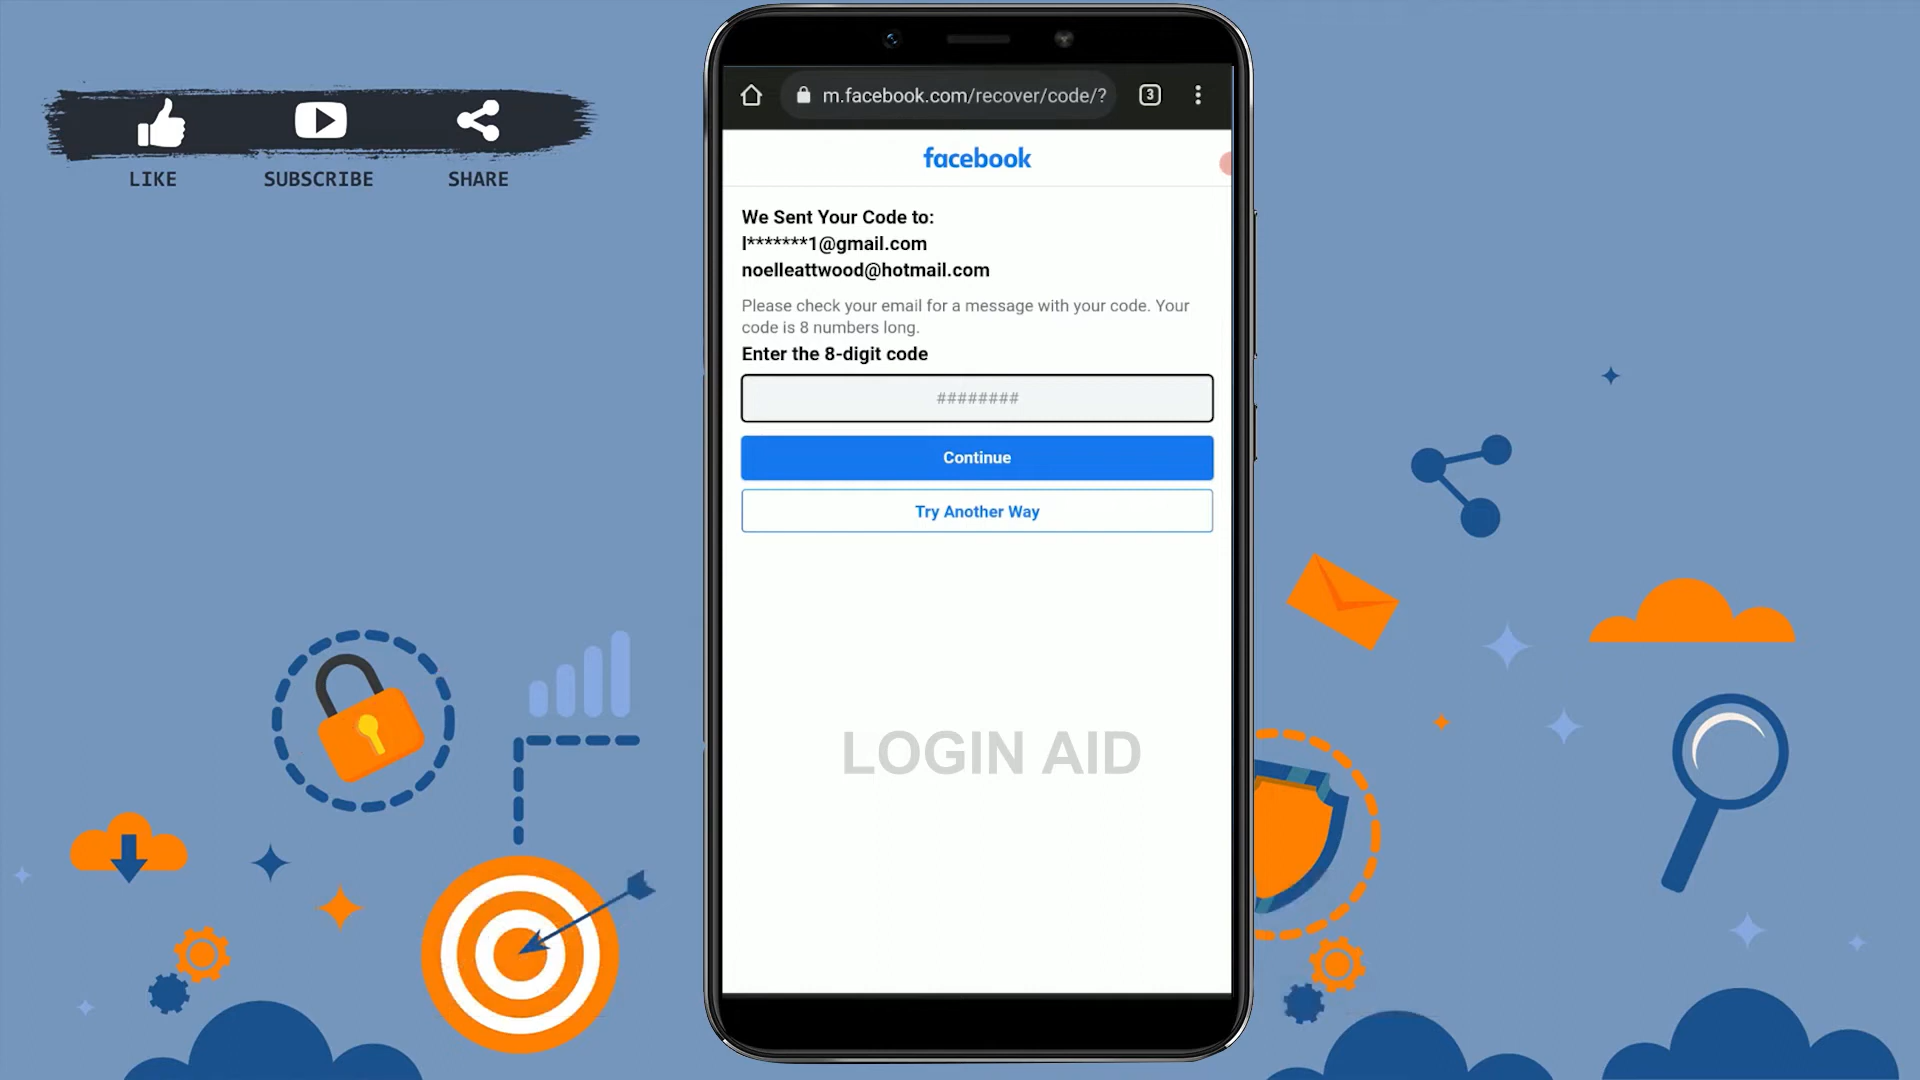 LIKE
SUBSCRIBE
SHARE
m.facebook.com/recover/code/?
3
facebook
We Sent Your Code to:
l*******1@gmail.com
noelleattwood@hotmail.com
Please check your email for a message with your code. Your
code is 8 numbers long.
Enter the 8-digit code
########
Continue
Try Another Way
LOGIN AID